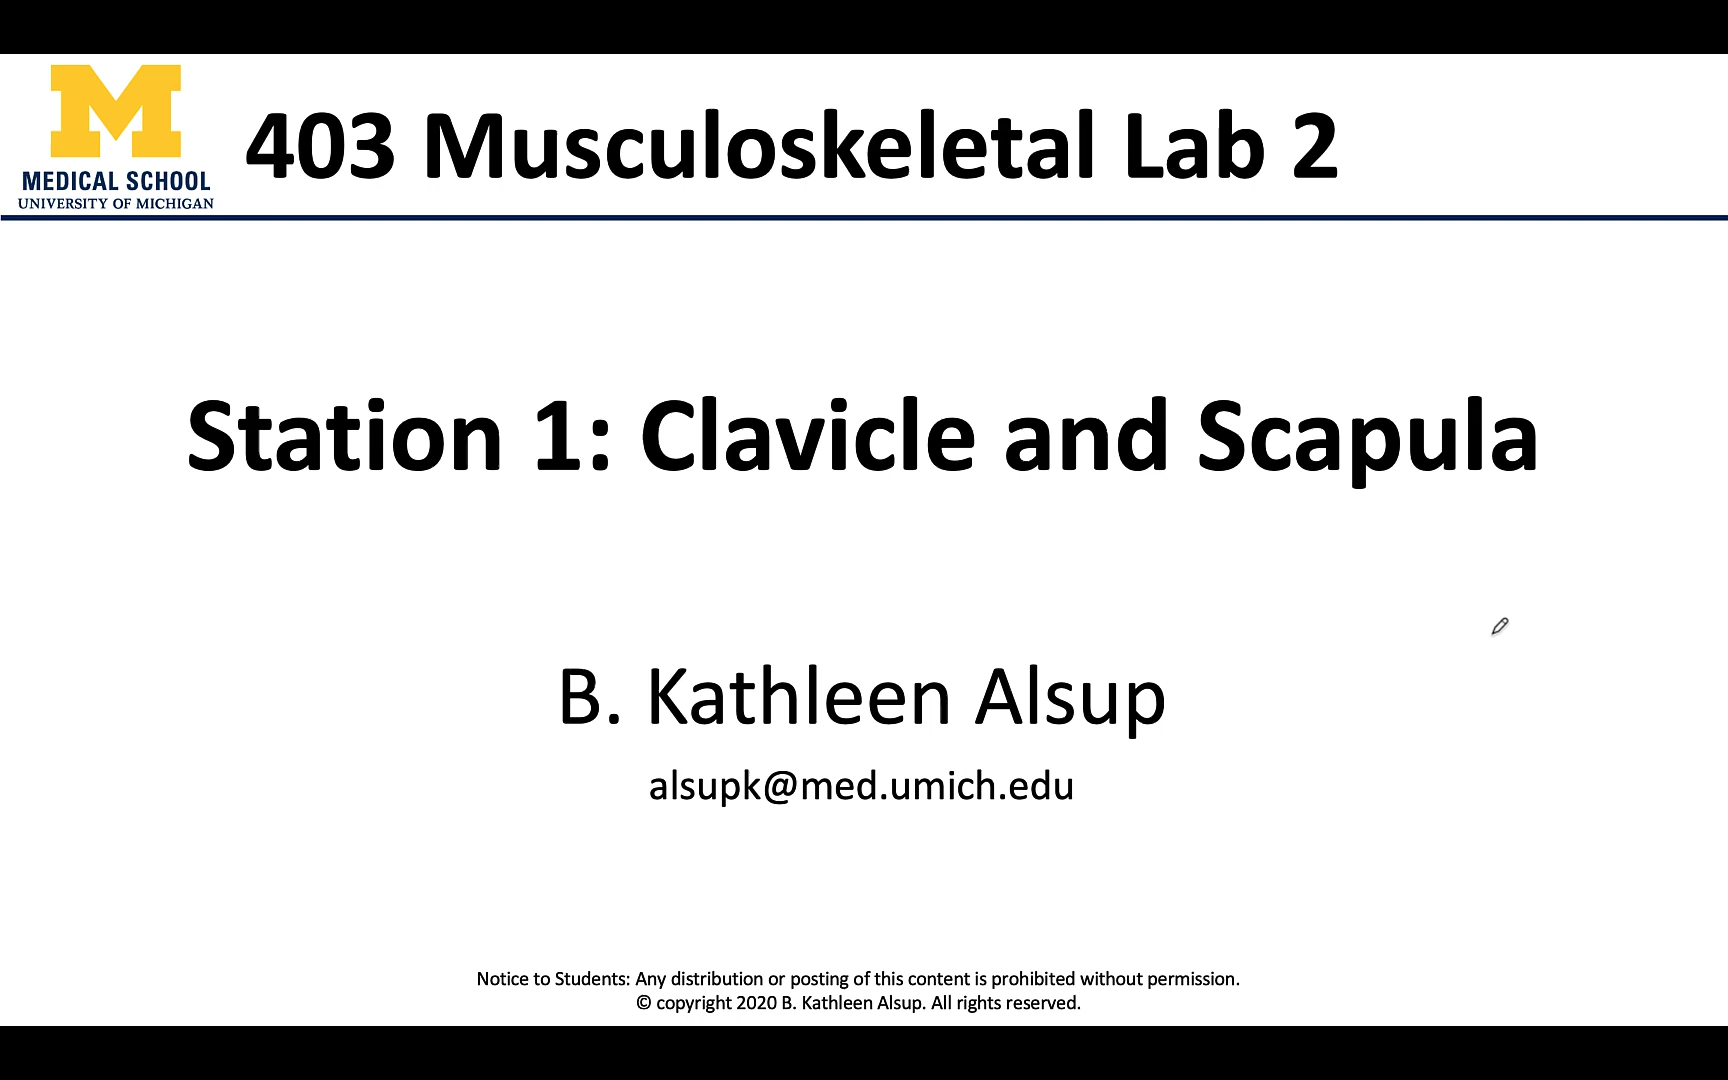 MEDICAL SCHOOL
UNIVERSITY OF MICHIGAN
403 Musculoskeletal Lab 2
Station 1: Clavicle and Scapula
B. Kathleen Alsup
alsupk@med.umich.edu
Notice to Students: Any distribution or posting of this content is prohibited without permission.
© copyright 2020 B. Kathleen Alsup. All rights reserved.